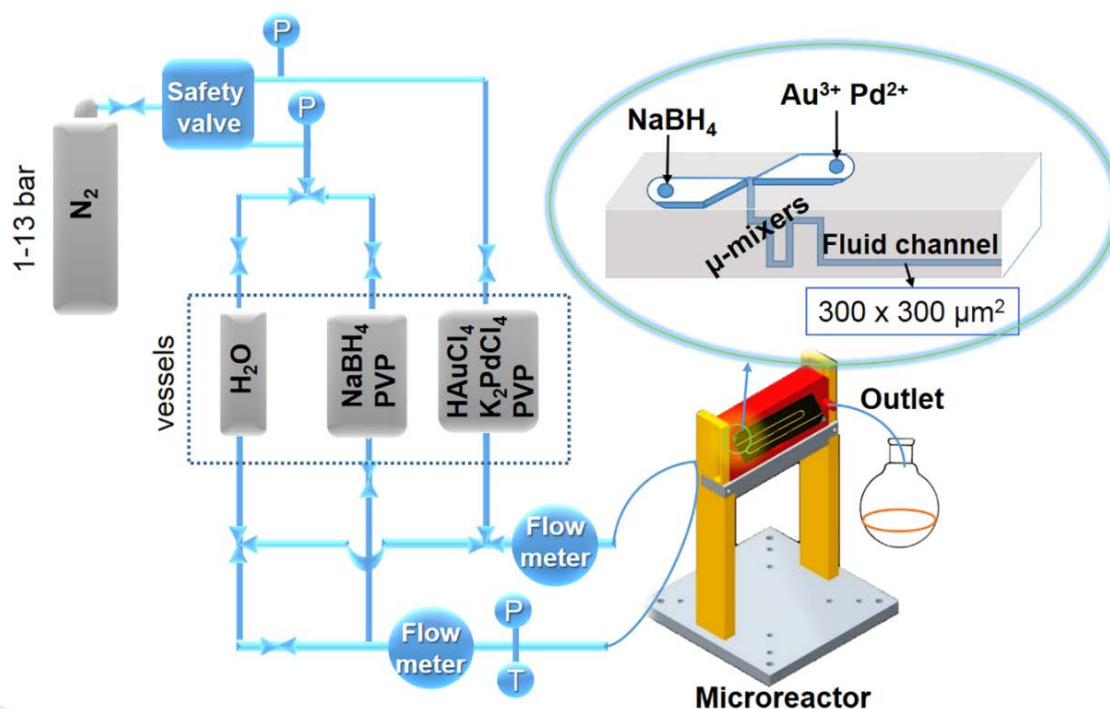 P
Safety
valve
P
1-13 bar
N₂
NaBH₄
Au³⁺ Pd²⁺
µ-mixers
Fluid channel
300 x 300 µm²
vessels
H₂O
NaBH₄
PVP
HAuCl₄
K₂PdCl₄
PVP
Outlet
Flow
meter
Flow
meter
P
T
Microreactor